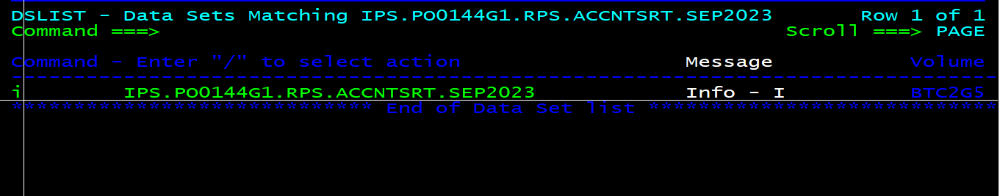 DSLIST - Data Sets Matching IPS.PO0144G1.RPS.ACCNTSRT.SEP2023 Row 1 of 1
Command ===> Scroll ===> PAGE
Command - Enter "/" to select action Message Volume
-------------------------------------------------------------------------------
i IPS.PO0144G1.RPS.ACCNTSRT.SEP2023 Info - I BTC2G5
***************************** End of Data Set list ****************************